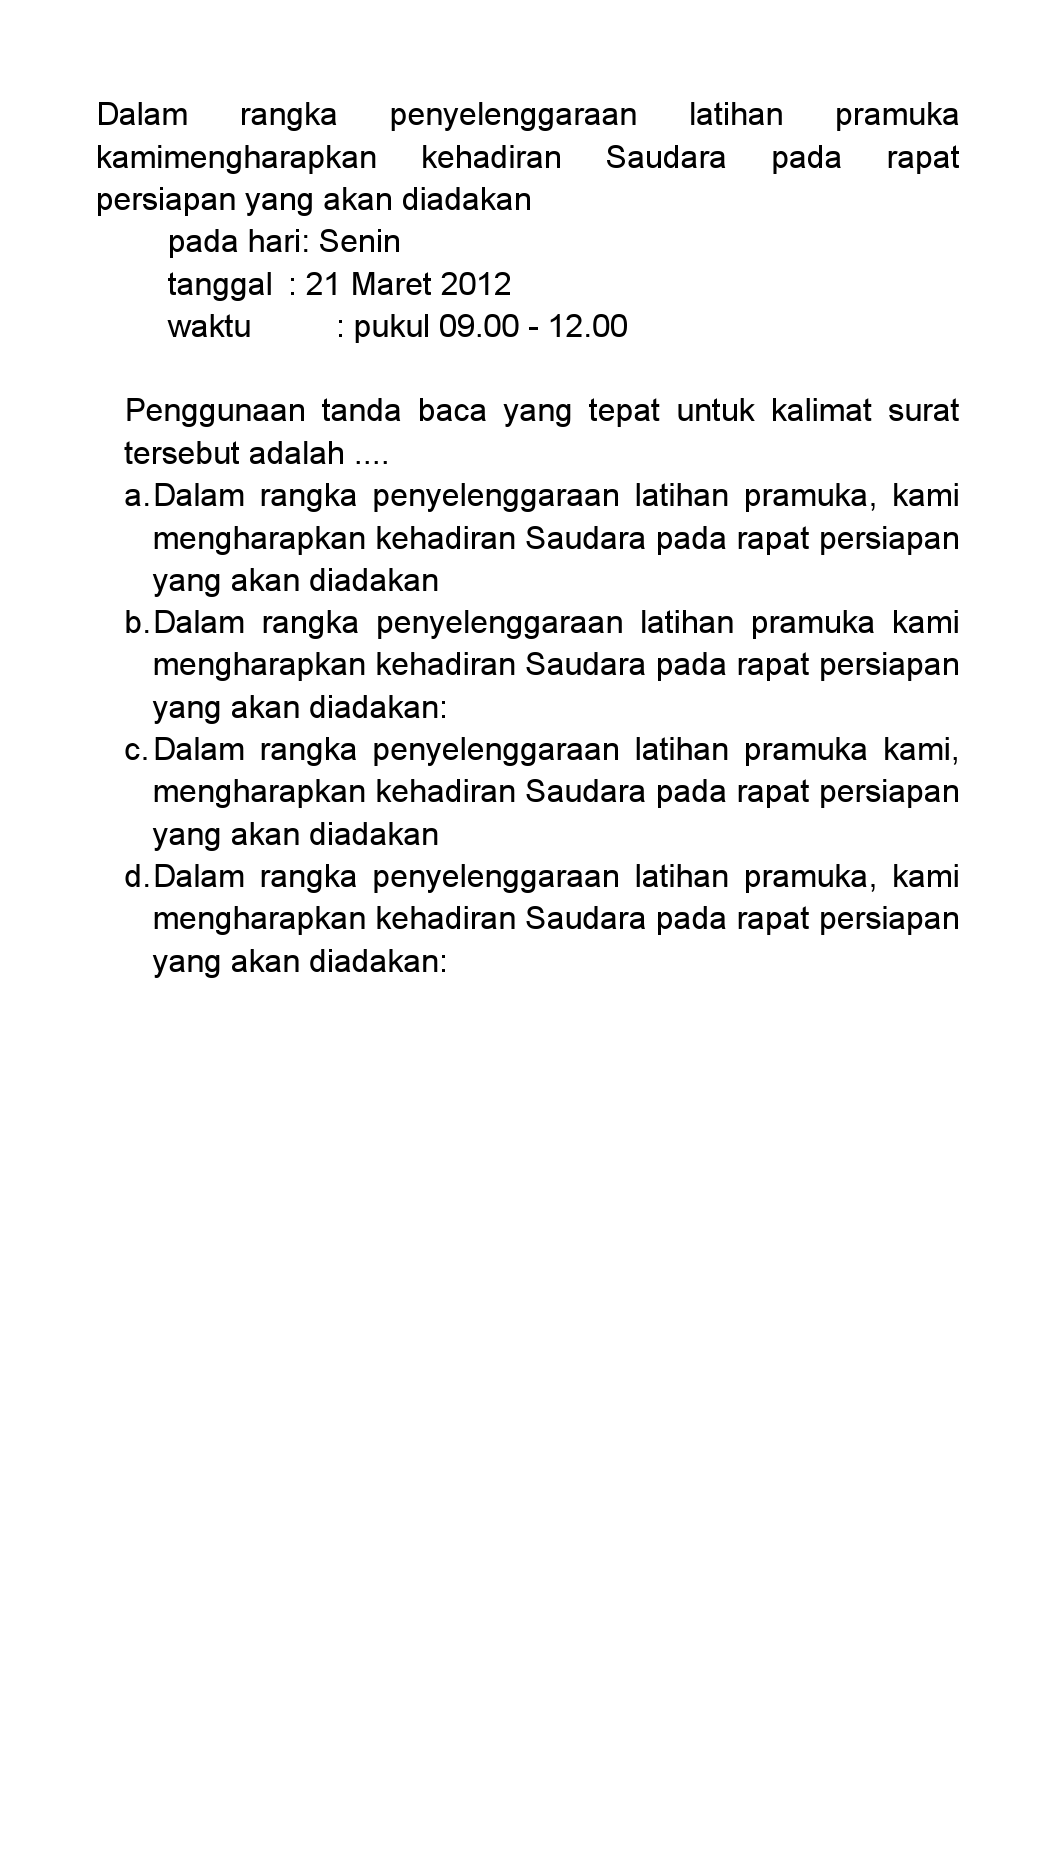 Dalam rangka penyelenggaraan latihan pramuka
kamimengharapkan kehadiran Saudara pada rapat
persiapan yang akan diadakan
pada hari: Senin
tanggal : 21 Maret 2012
waktu : pukul 09.00 - 12.00
Penggunaan tanda baca yang tepat untuk kalimat surat
tersebut adalah ....
a.Dalam rangka penyelenggaraan latihan pramuka, kami
mengharapkan kehadiran Saudara pada rapat persiapan
yang akan diadakan
b.Dalam rangka penyelenggaraan latihan pramuka kami
mengharapkan kehadiran Saudara pada rapat persiapan
yang akan diadakan:
c.Dalam rangka penyelenggaraan latihan pramuka kami,
mengharapkan kehadiran Saudara pada rapat persiapan
yang akan diadakan
d.Dalam rangka penyelenggaraan latihan pramuka, kami
mengharapkan kehadiran Saudara pada rapat persiapan
yang akan diadakan: